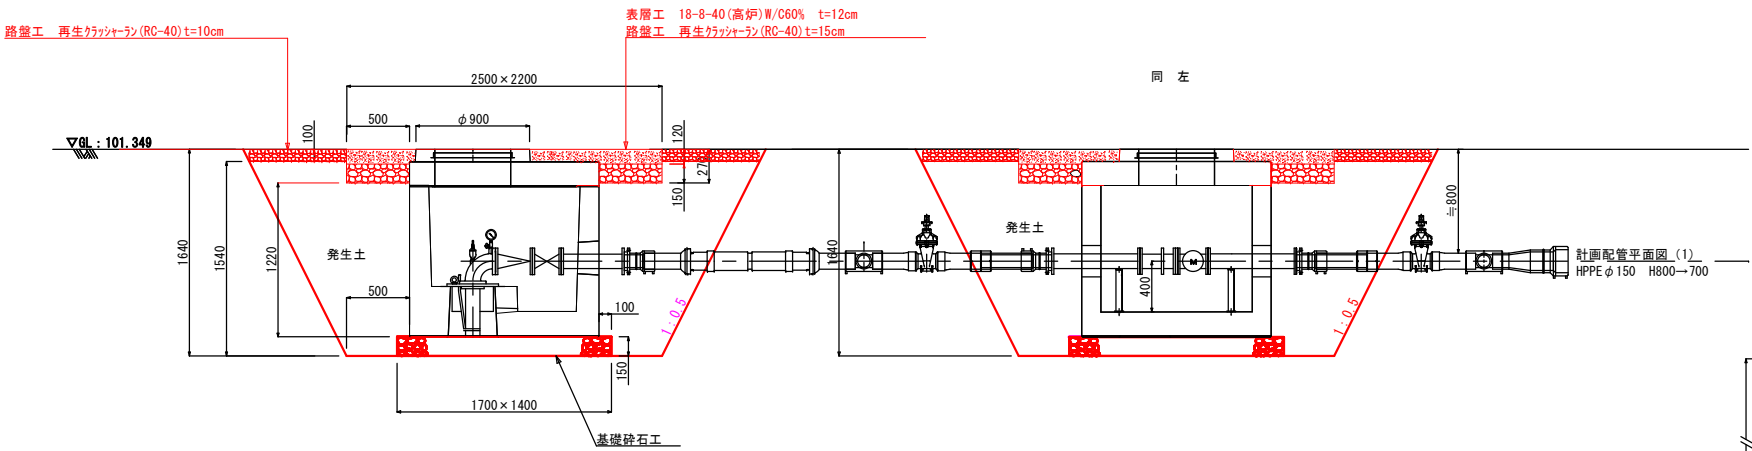 表層工 18-8-40(高炉)W/C60% t=12cm
路盤工 再生クラッシャーラン(RC-40)t=10cm
路盤工 再生クラッシャーラン(RC-40)t=15cm
2500×2200
同 左
500
φ900
100
120
▽GL：101.349
270
150
≒800
1640
1540
1220
発生土
1640
発生土
計画配管平面図 (1)
HPPEφ150 H800→700
M
400
500
100
1:0.5
1:0.5
150
1700×1400
基礎砕石工